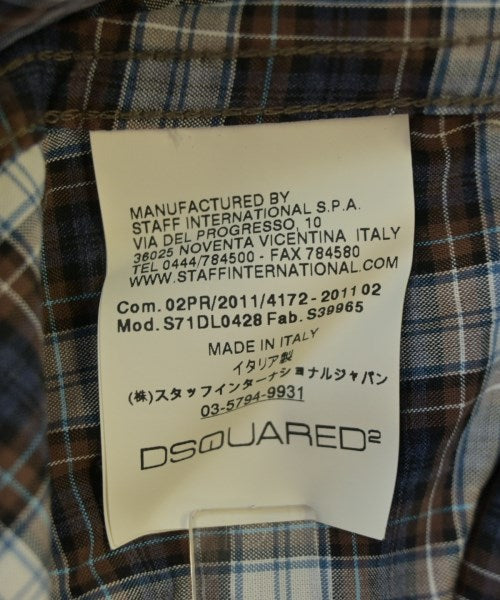 MANUFACTURED BY
STAFF INTERNATIONAL S.P.A.
VIA DEL PROGRESSO, 10
36025 NOVENTA VICENTINA ITALY
TEL 0444/784500 - FAX 784580
WWW.STAFFINTERNATIONAL.COM
Com. 02PR/2011/4172 - 2011 02
Mod. S71DL0428 Fab. S39965
MADE IN ITALY
イタリア製
(株)スタッフインターナショナルジャパン
03-5794-9931
DSQUARED²